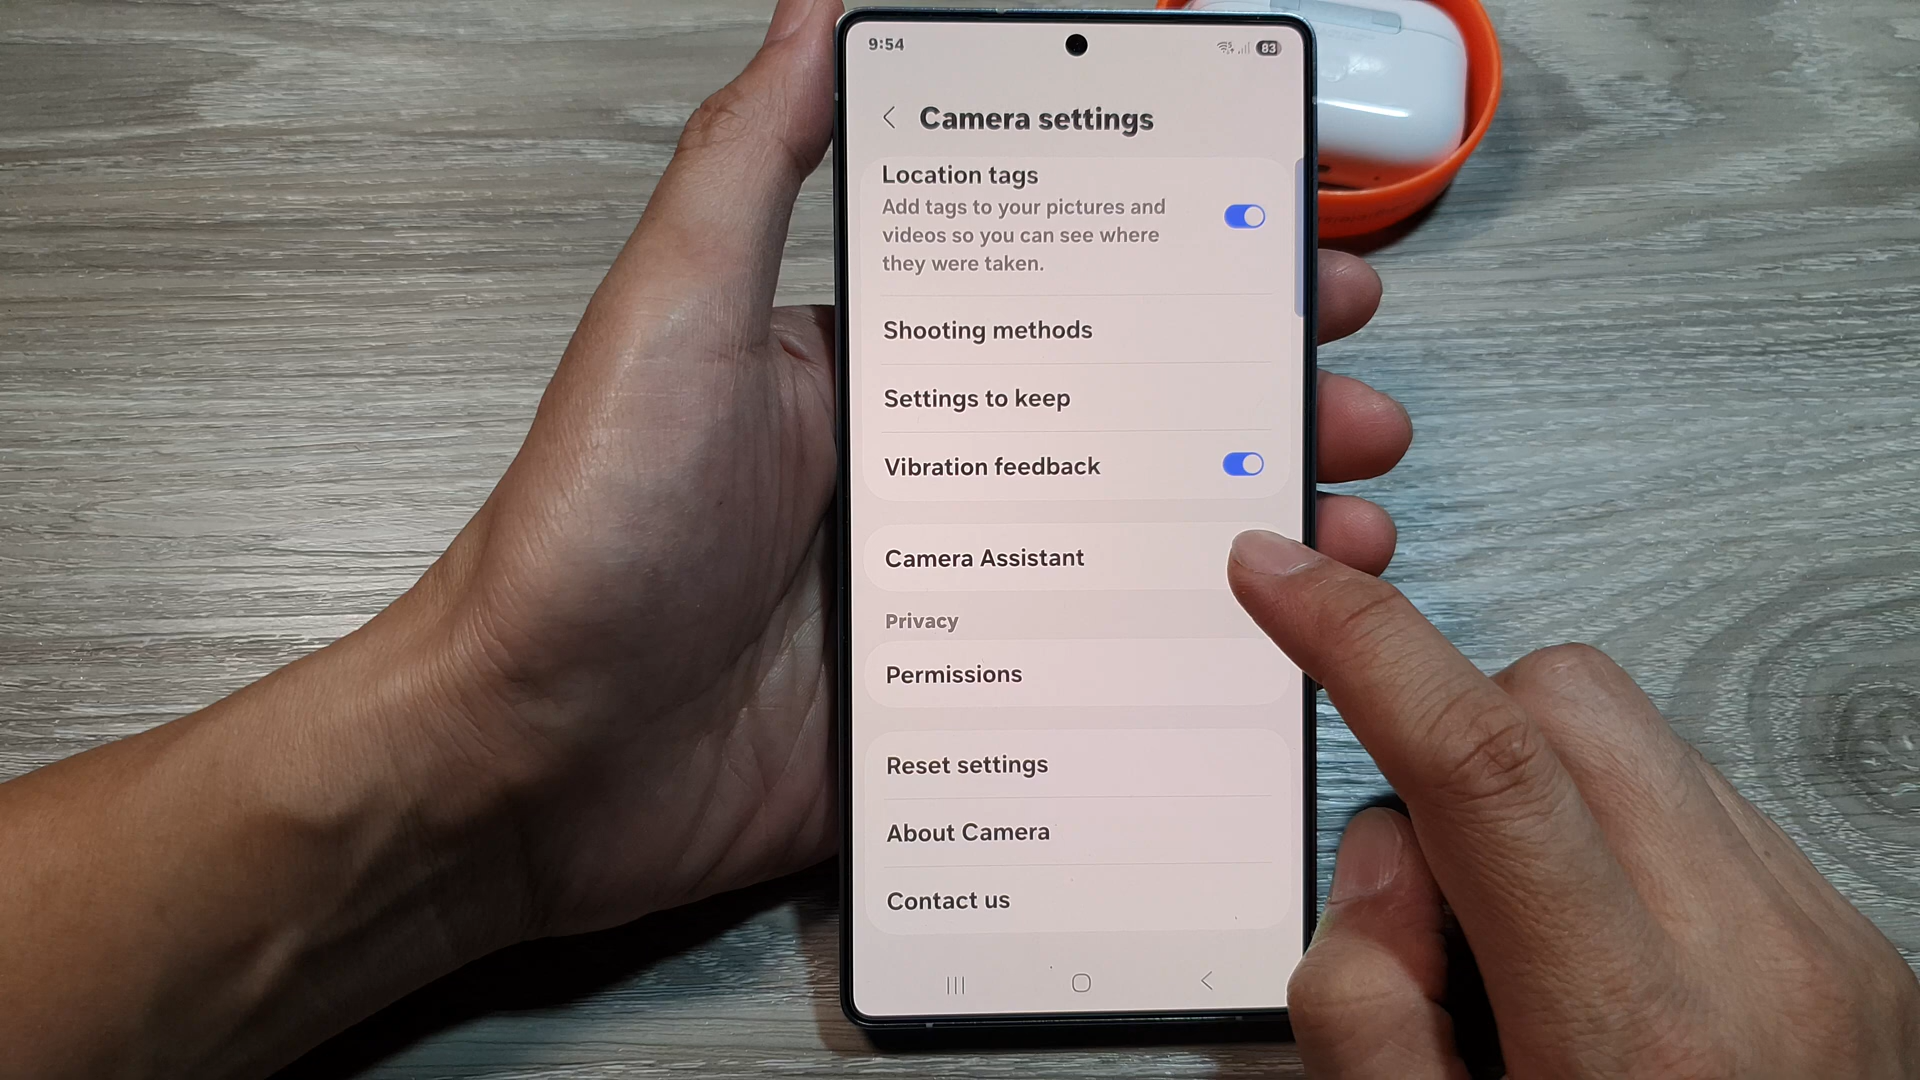 9:54
83
Camera settings
Location tags
Add tags to your pictures and
videos so you can see where
they were taken.
Shooting methods
Settings to keep
Vibration feedback
Camera Assistant
Privacy
Permissions
Reset settings
About Camera
Contact us